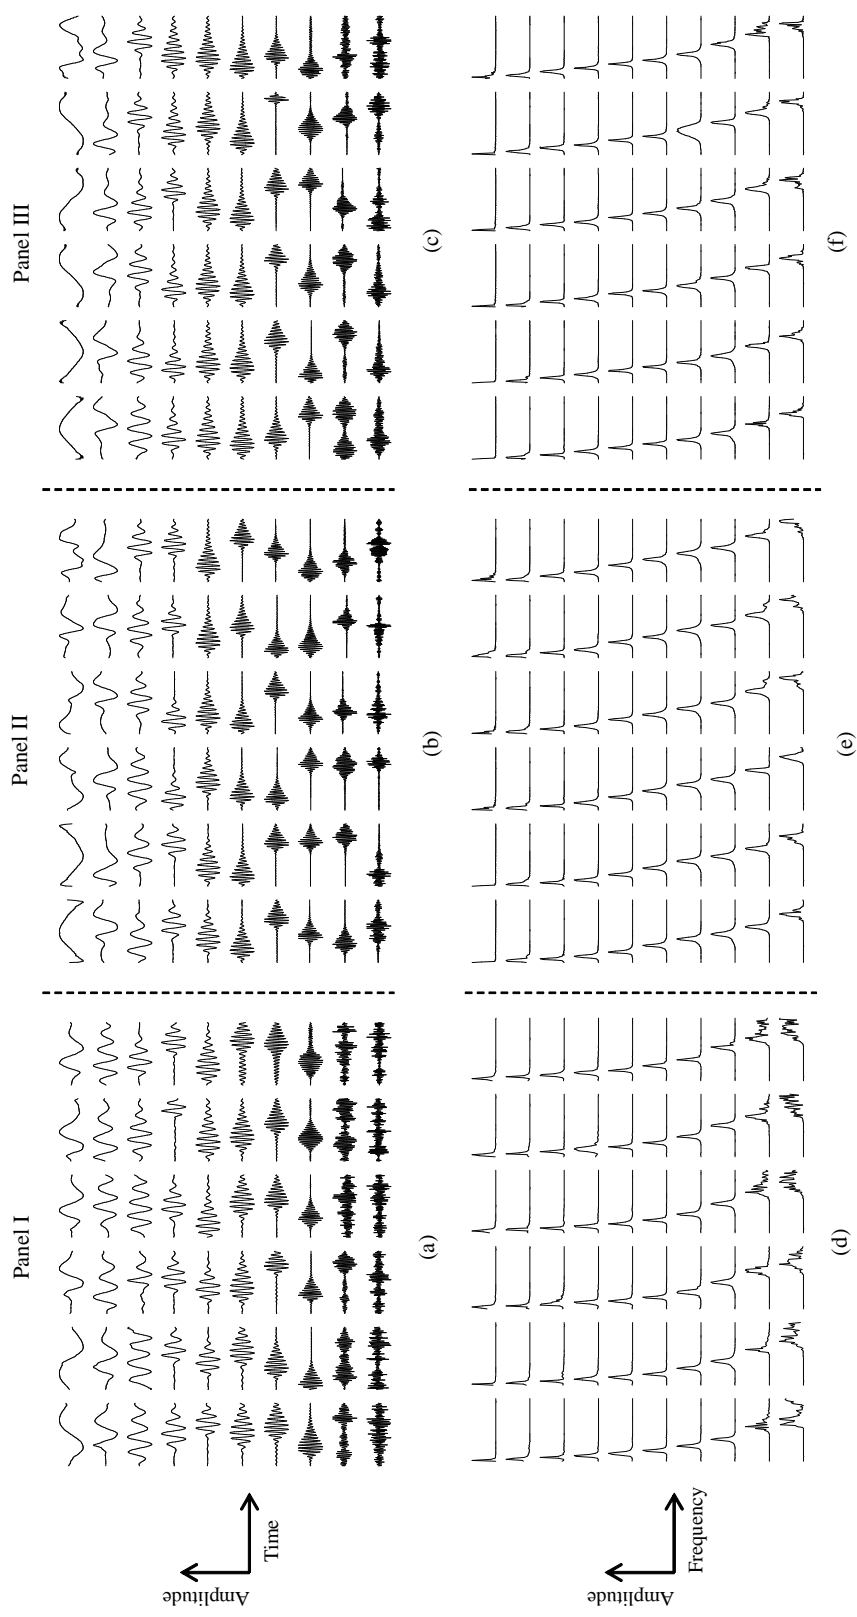 Panel I
Panel II
Panel III
Amplitude
Time
(a)
(b)
(c)
Amplitude
Frequency
(d)
(e)
(f)